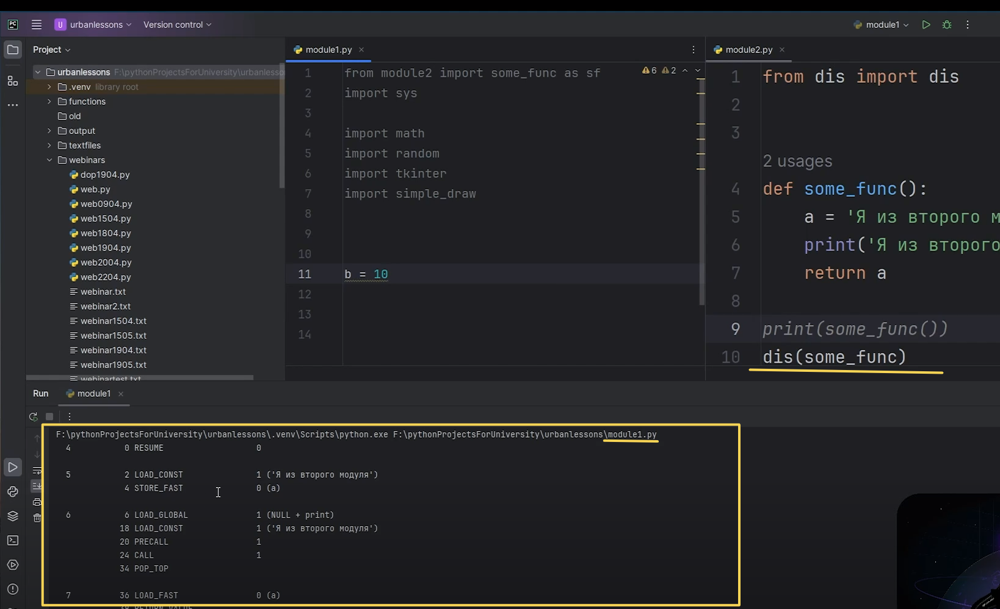 PC
U urbanlessons
Version control
module1
Project
urbanlessons F:\pythonProjectsForUniversity\urbanlesso
.venv library root
functions
old
output
textfiles
webinars
dop1904.py
web.py
web0904.py
web1504.py
web1804.py
web1904.py
web2004.py
web2204.py
webinar.txt
webinar2.txt
webinar1504.txt
webinar1505.txt
webinar1904.txt
webinar1905.txt
webinartest.txt
module1.py
6 2
1 from module2 import some_func as sf
2 import sys
3
4 import math
5 import random
6 import tkinter
7 import simple_draw
8
9
10
11 b = 10
12
13
14
module2.py
1 from dis import dis
2
3
2 usages
4 def some_func():
5 a = 'Я из второго м
6 print('Я из второго
7 return a
8
9 print(some_func())
10 dis(some_func)
Run module1
F:\pythonProjectsForUniversity\urbanlessons\.venv\Scripts\python.exe F:\pythonProjectsForUniversity\urbanlessons\module1.py
4 0 RESUME 0
5 2 LOAD_CONST 1 ('Я из второго модуля')
4 STORE_FAST 0 (a)
6 6 LOAD_GLOBAL 1 (NULL + print)
18 LOAD_CONST 1 ('Я из второго модуля')
20 PRECALL 1
24 CALL 1
34 POP_TOP
7 36 LOAD_FAST 0 (a)
38 RETURN_VALUE